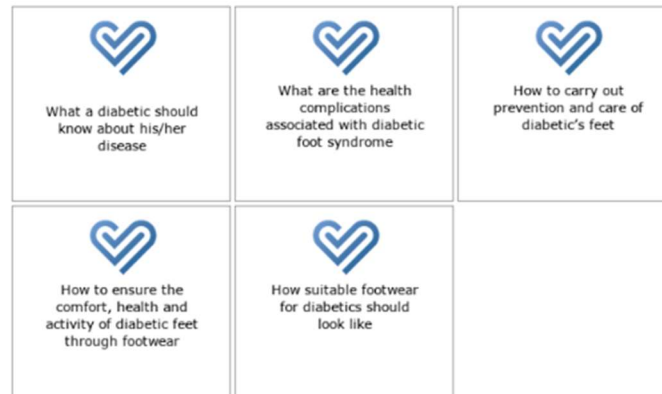 What a diabetic should
know about his/her
disease
What are the health
complications
associated with diabetic
foot syndrome
How to carry out
prevention and care of
diabetic's feet
How to ensure the
comfort, health and
activity of diabetic feet
through footwear
How suitable footwear
for diabetics should
look like